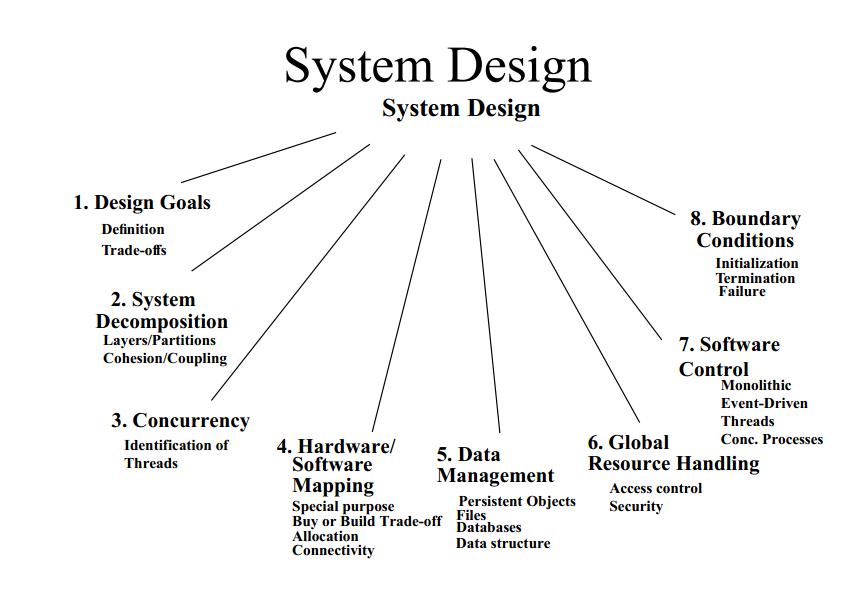 System Design
System Design
1. Design Goals
Definition
Trade-offs
2. System
Decomposition
Layers/Partitions
Cohesion/Coupling
3. Concurrency
Identification of
Threads
4. Hardware/
Software
Mapping
Special purpose
Buy or Build Trade-off
Allocation
Connectivity
5. Data
Management
Persistent Objects
Files
Databases
Data structure
6. Global
Resource Handling
Access control
Security
7. Software
Control
Monolithic
Event-Driven
Threads
Conc. Processes
8. Boundary
Conditions
Initialization
Termination
Failure